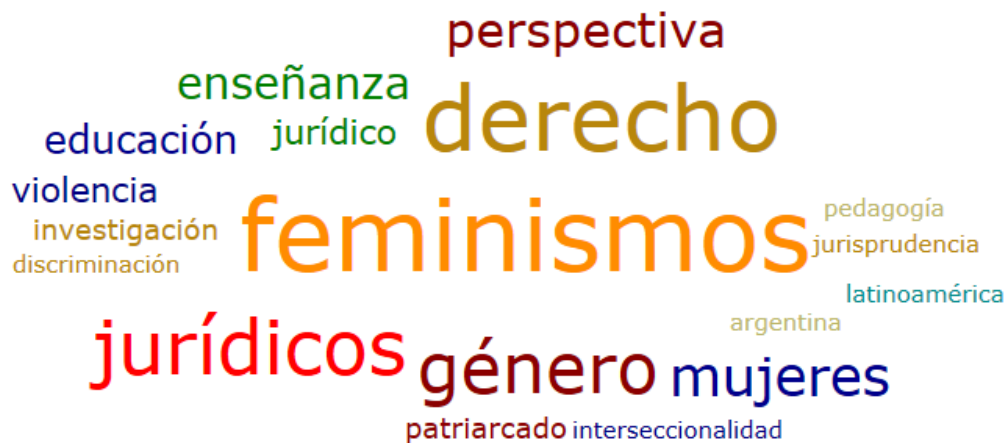 perspectiva
enseñanza
derecho
educación
jurídico
violencia
feminismos
pedagogía
investigación
jurisprudencia
discriminación
latinoamérica
argentina
jurídicos
género
mujeres
patriarcado
interseccionalidad